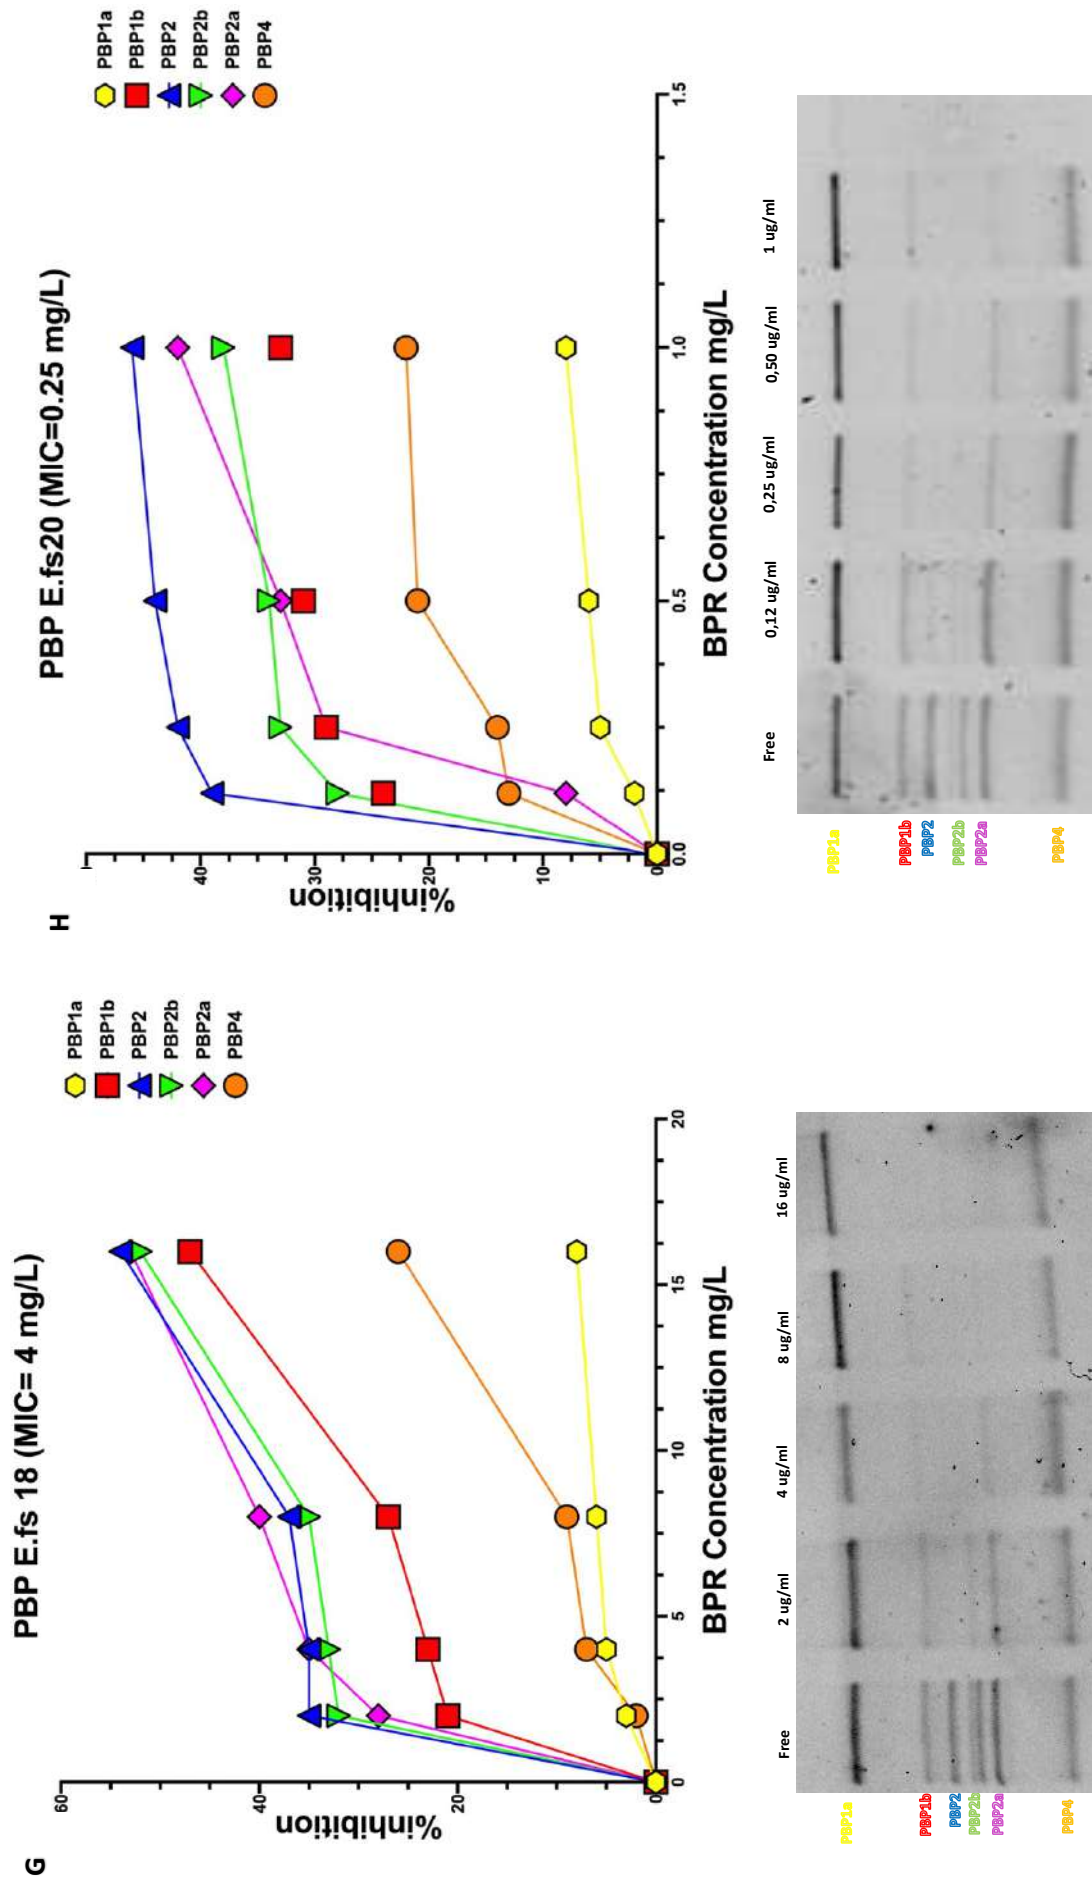 G
PBP E.fs 18 (MIC= 4 mg/L)
PBP1a
PBP1b
PBP2
PBP2b
PBP2a
PBP4
%inhibition
60
40
20
0
0
5
10
15
20
BPR Concentration mg/L
Free
2 ug/ml
4 ug/ml
8 ug/ml
16 ug/ml
PBP1a
PBP1b
PBP2
PBP2b
PBP2a
PBP4
H
PBP E.fs20 (MIC=0.25 mg/L)
PBP1a
PBP1b
PBP2
PBP2b
PBP2a
PBP4
%inhibition
40
30
20
10
0
0.0
0.5
1.0
1.5
BPR Concentration mg/L
Free
0,12 ug/ml
0,25 ug/ml
0,50 ug/ml
1 ug/ml
PBP1a
PBP1b
PBP2
PBP2b
PBP2a
PBP4